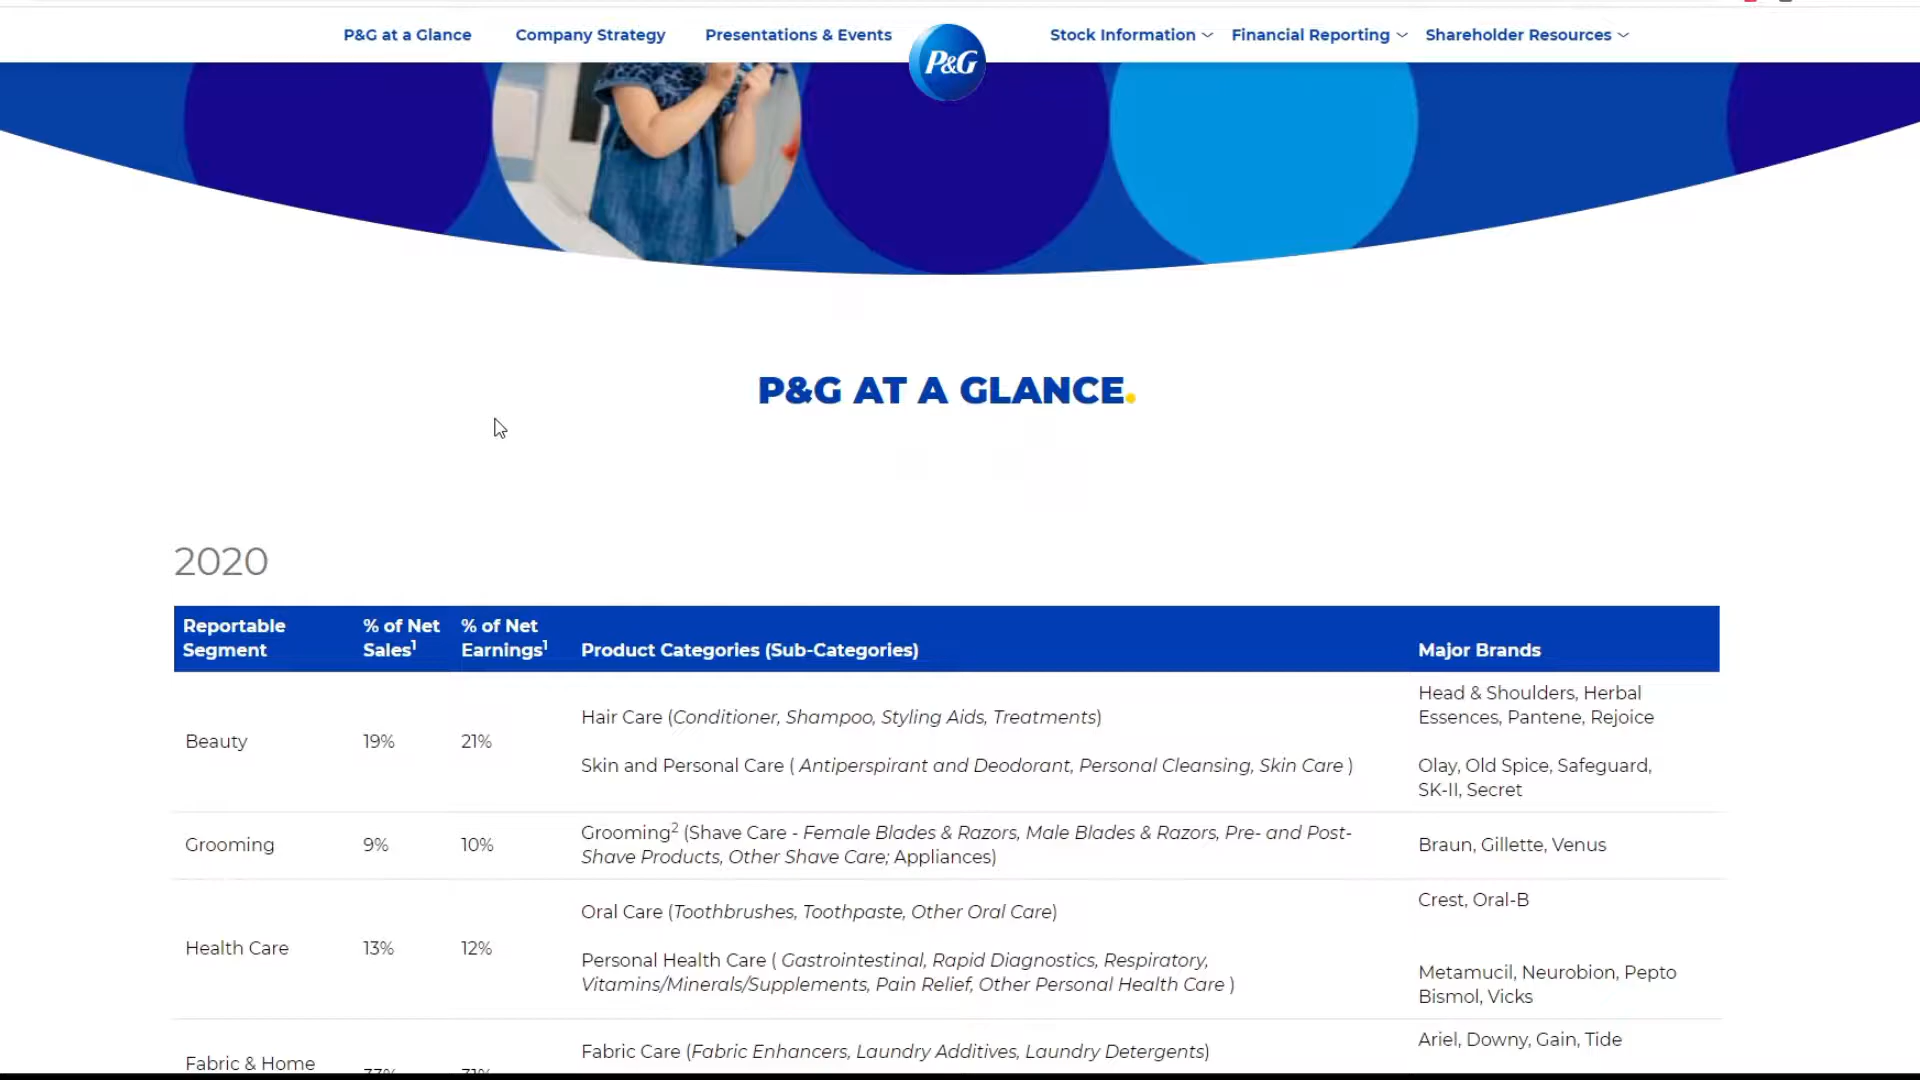 P&G at a Glance Company Strategy Presentations & Events P&G Stock Information Financial Reporting Shareholder Resources
P&G AT A GLANCE.
2020
Reportable Segment % of Net Sales1 % of Net Earnings1 Product Categories (Sub-Categories) Major Brands
Beauty 19% 21%
Hair Care (Conditioner, Shampoo, Styling Aids, Treatments)
Head & Shoulders, Herbal
Essences, Pantene, Rejoice
Skin and Personal Care ( Antiperspirant and Deodorant, Personal Cleansing, Skin Care )
Olay, Old Spice, Safeguard,
SK-II, Secret
Grooming 9% 10%
Grooming2 (Shave Care - Female Blades & Razors, Male Blades & Razors, Pre- and Post-
Shave Products, Other Shave Care; Appliances)
Braun, Gillette, Venus
Health Care 13% 12%
Oral Care (Toothbrushes, Toothpaste, Other Oral Care)
Crest, Oral-B
Personal Health Care ( Gastrointestinal, Rapid Diagnostics, Respiratory,
Vitamins/Minerals/Supplements, Pain Relief, Other Personal Health Care )
Metamucil, Neurobion, Pepto
Bismol, Vicks
Fabric & Home
Fabric Care (Fabric Enhancers, Laundry Additives, Laundry Detergents)
Ariel, Downy, Gain, Tide